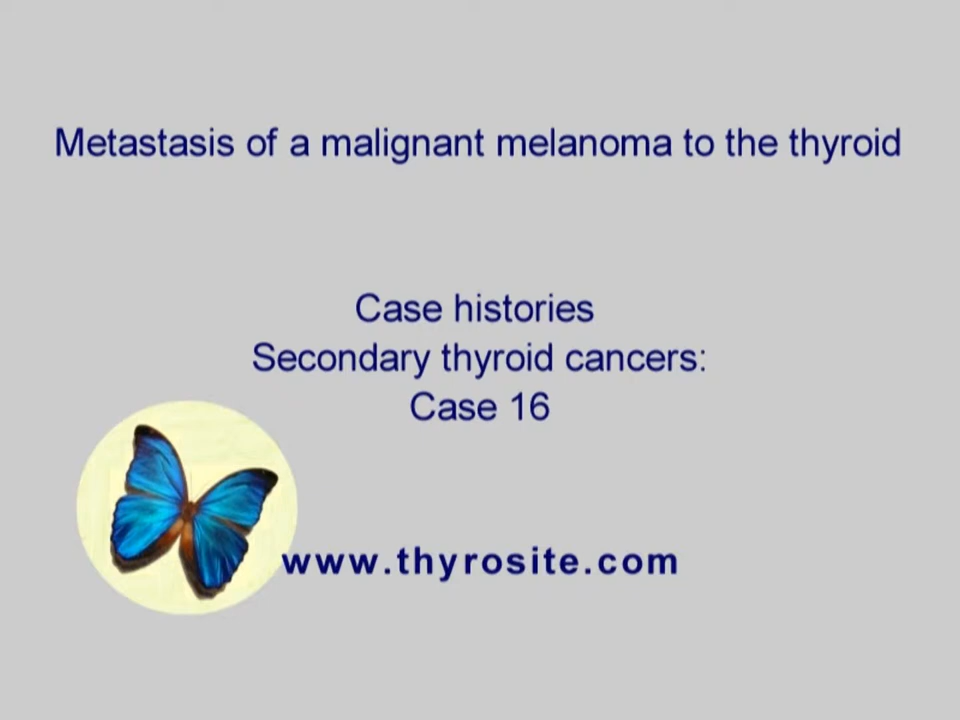 Metastasis of a malignant melanoma to the thyroid
Case histories
Secondary thyroid cancers:
Case 16
www.thyrosite.com